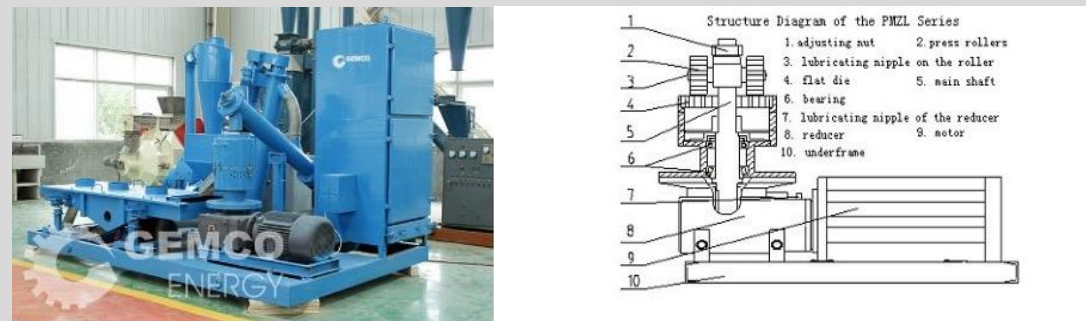 GEMCO
GEMCO
ENERGY
Structure Diagram of the PMZL Series
1. adjusting nut 2. press rollers
3. lubricating nipple on the roller
4. flat die 5. main shaft
6. bearing
7. lubricating nipple of the reducer
8. reducer 9. motor
10. underframe
1
2
3
4
5
6
7
8
9
10